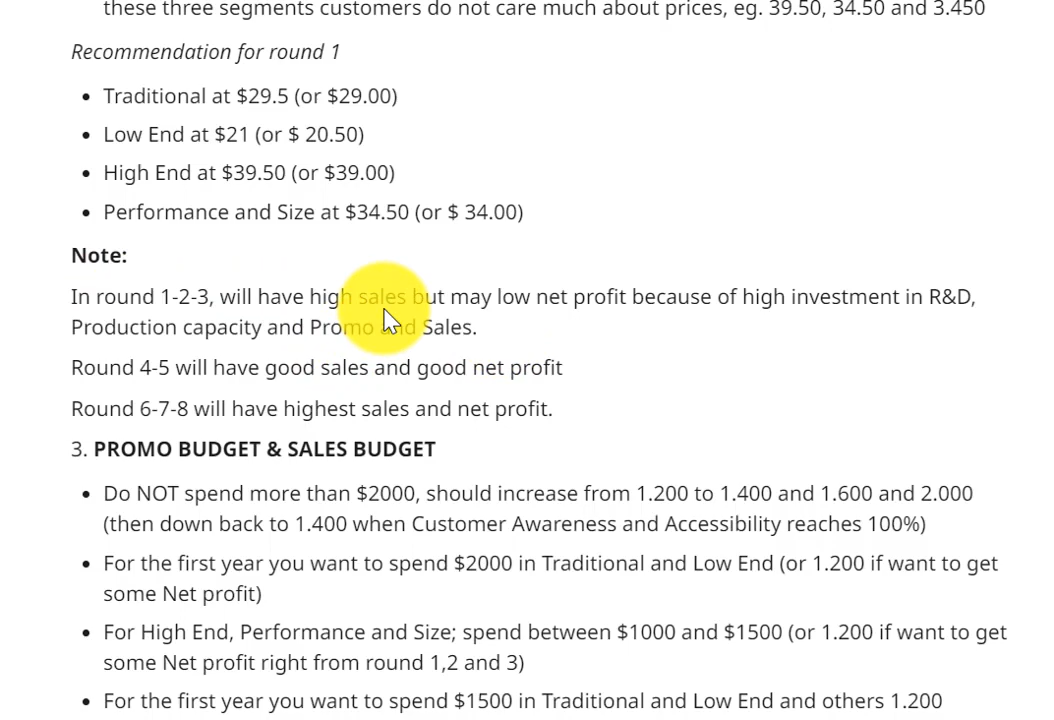 these three segments customers do not care much about prices, eg. 39.50, 34.50 and 3.450
Recommendation for round 1
• Traditional at $29.5 (or $29.00)
• Low End at $21 (or $ 20.50)
• High End at $39.50 (or $39.00)
• Performance and Size at $34.50 (or $ 34.00)
Note:
In round 1-2-3, will have high sales but may low net profit because of high investment in R&D,
Production capacity and Promo and Sales.
Round 4-5 will have good sales and good net profit
Round 6-7-8 will have highest sales and net profit.
3. PROMO BUDGET & SALES BUDGET
• Do NOT spend more than $2000, should increase from 1.200 to 1.400 and 1.600 and 2.000
(then down back to 1.400 when Customer Awareness and Accessibility reaches 100%)
• For the first year you want to spend $2000 in Traditional and Low End (or 1.200 if want to get
some Net profit)
• For High End, Performance and Size; spend between $1000 and $1500 (or 1.200 if want to get
some Net profit right from round 1,2 and 3)
• For the first year you want to spend $1500 in Traditional and Low End and others 1.200